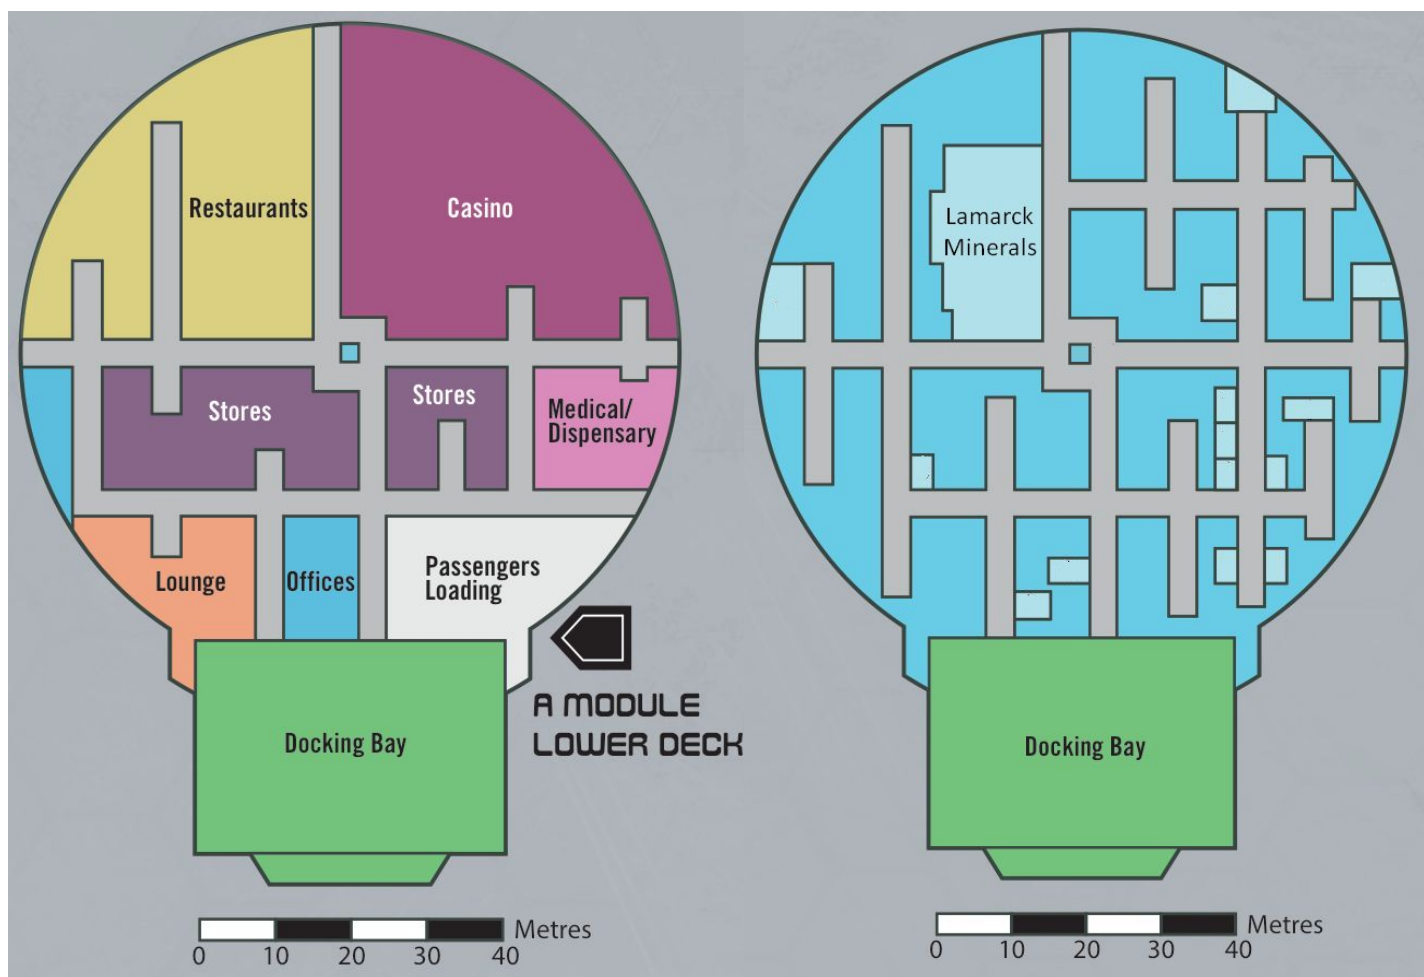 Restaurants
Casino
Stores
Stores
Medical/
Dispensary
Lounge
Offices
Passengers
Loading
Docking Bay
A MODULE
LOWER DECK
Metres
0 10 20 30 40
Lamarck
Minerals
Docking Bay
Metres
0 10 20 30 40